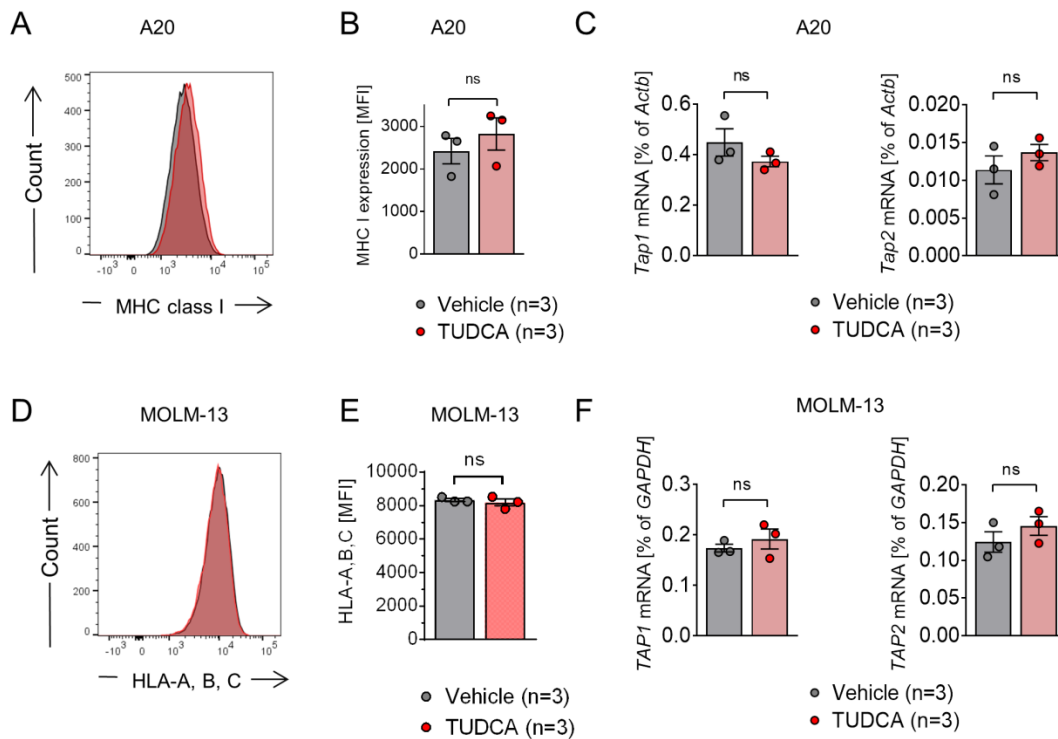 A
A20
Count
500
400
300
200
100
0
-10³ 0 10³ 10⁴ 10⁵
MHC class I
B
A20
MHC I expression [MFI]
ns
3000
2000
1000
0
Vehicle (n=3)
TUDCA (n=3)
C
A20
Tap1 mRNA [% of Actb]
ns
0.6
0.4
0.2
0.0
Tap2 mRNA [% of Actb]
ns
0.020
0.015
0.010
0.005
0.000
Vehicle (n=3)
TUDCA (n=3)
D
MOLM-13
Count
800
600
400
200
0
-10³ 0 10³ 10⁴ 10⁵
HLA-A, B, C
E
MOLM-13
HLA-A,B,C [MFI]
ns
10000
8000
6000
4000
2000
0
Vehicle (n=3)
TUDCA (n=3)
F
MOLM-13
TAP1 mRNA [% of GAPDH]
ns
0.3
0.2
0.1
0.0
TAP2 mRNA [% of GAPDH]
ns
0.20
0.15
0.10
0.05
0.00
Vehicle (n=3)
TUDCA (n=3)